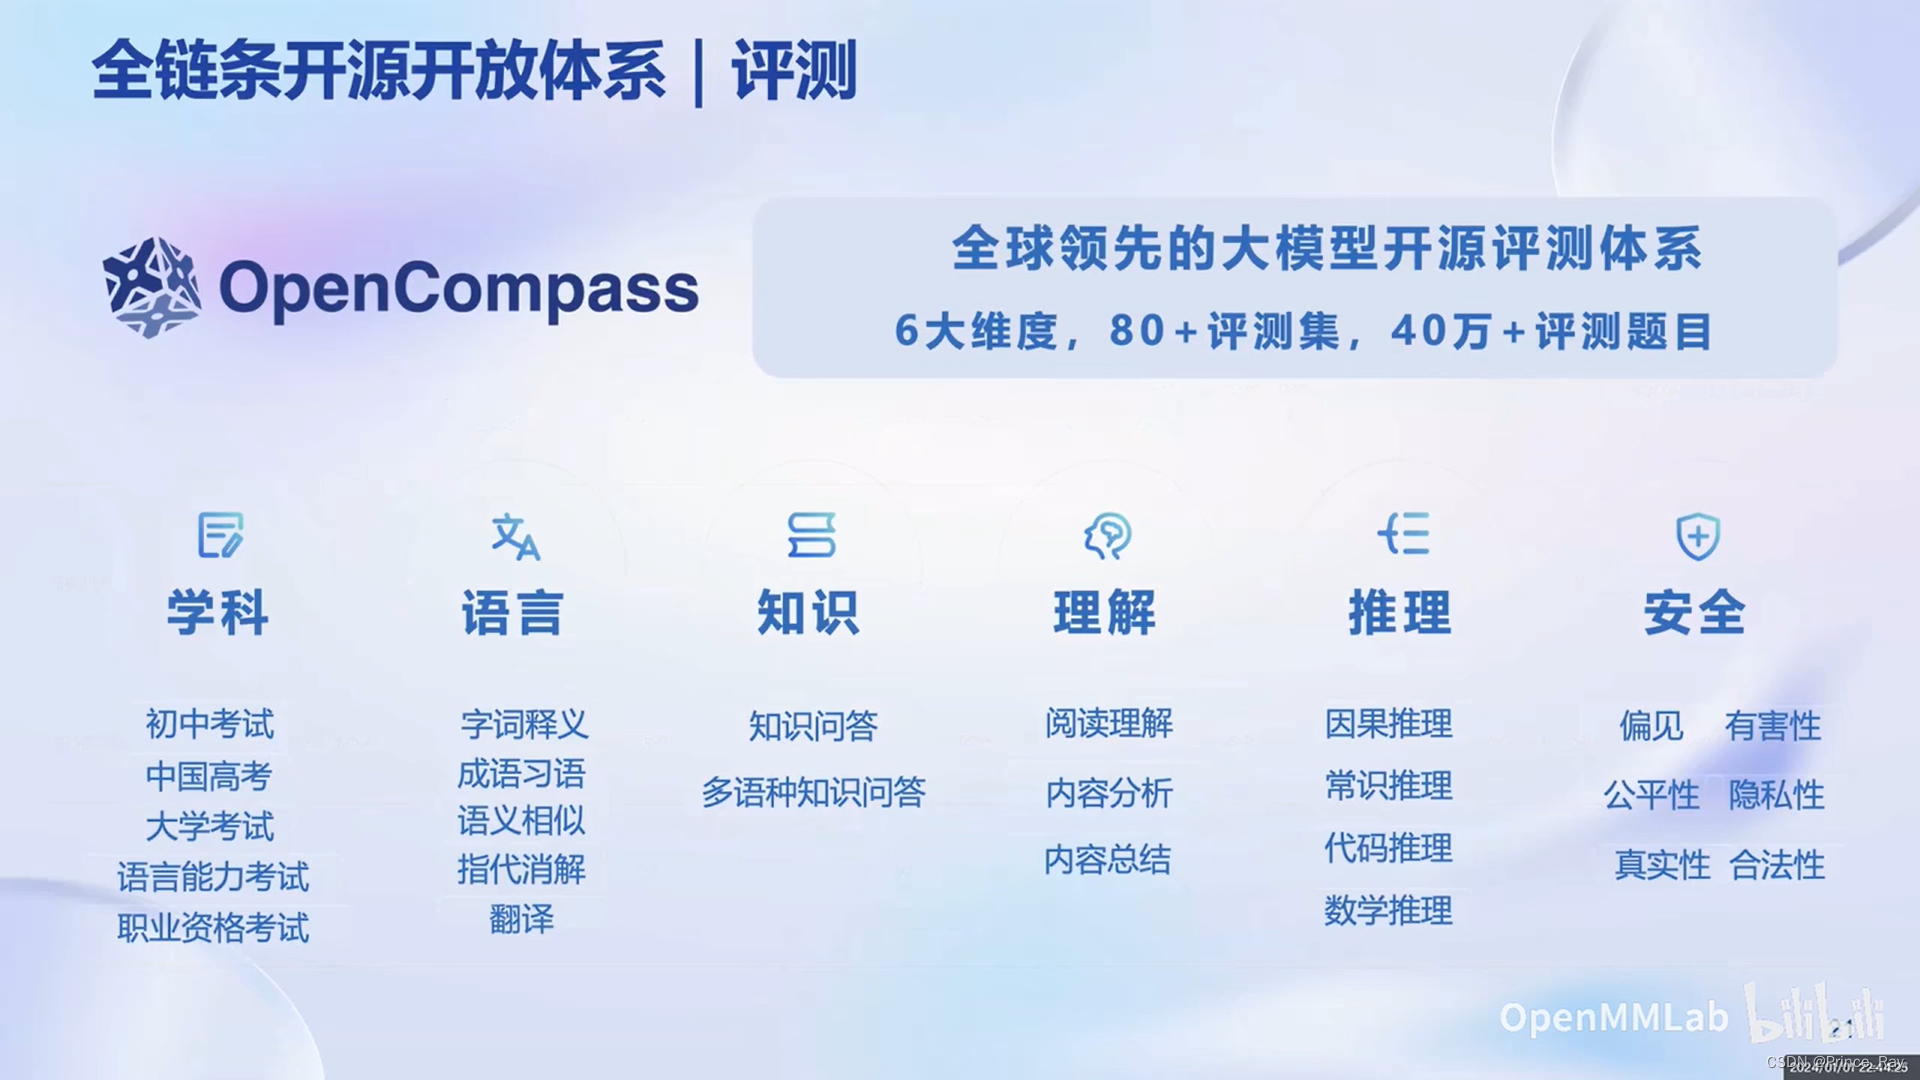 全链条开源开放体系 | 评测
OpenCompass
全球领先的大模型开源评测体系
6大维度，80+评测集，40万+评测题目
学科
初中考试
中国高考
大学考试
语言能力考试
职业资格考试
语言
字词释义
成语习语
语义相似
指代消解
翻译
知识
知识问答
多语种知识问答
理解
阅读理解
内容分析
内容总结
推理
因果推理
常识推理
代码推理
数学推理
安全
偏见 有害性
公平性 隐私性
真实性 合法性
OpenMMLab bilibili
21
CSDN @Prince_Ray
2024/01/01 22:44:25